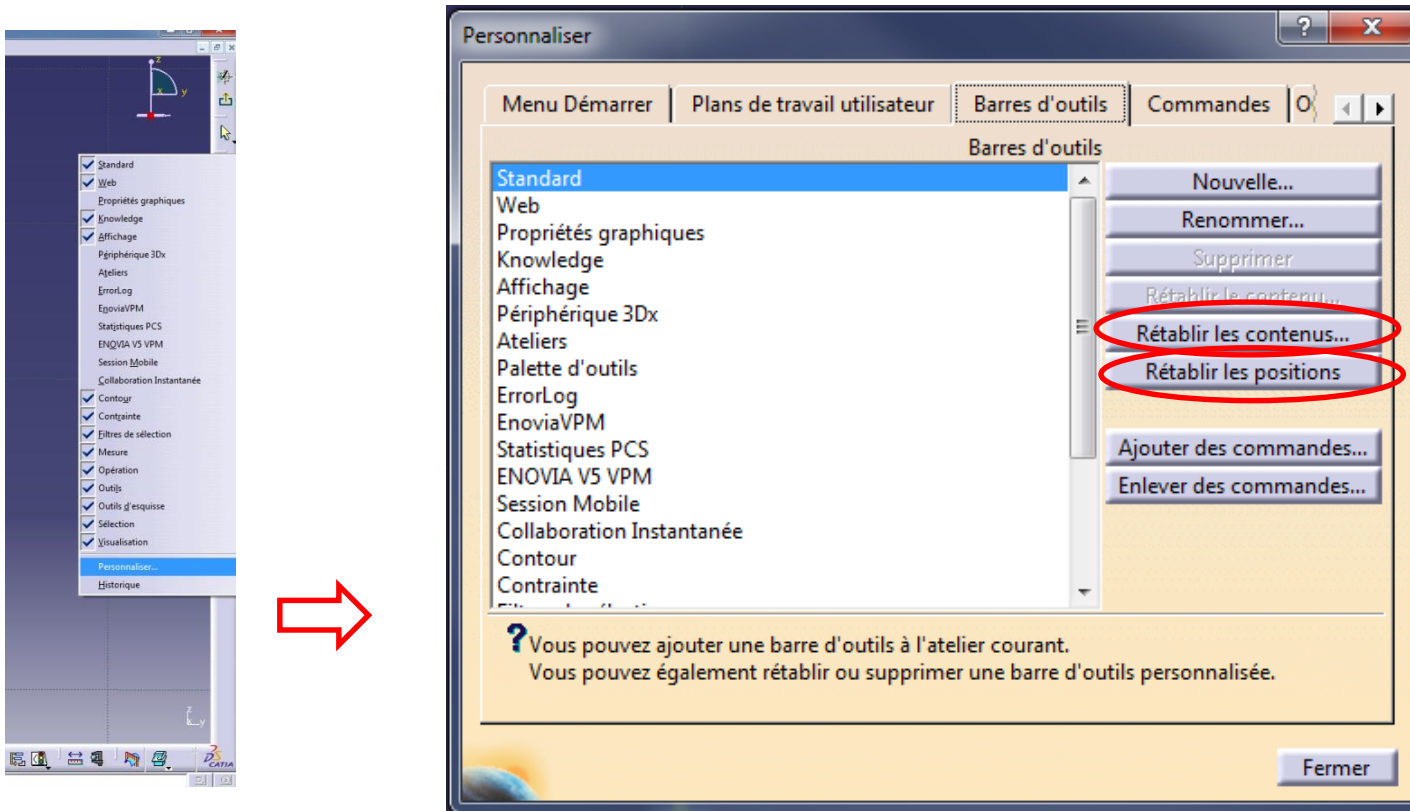 z
x
y
Standard
Web
Propriétés graphiques
Knowledge
Affichage
Périphérique 3Dx
Ateliers
ErrorLog
EnoviaVPM
Statistiques PCS
ENOVIA V5 VPM
Session Mobile
Collaboration Instantanée
Contour
Contrainte
Filtres de sélection
Mesure
Opération
Outils
Outils d'esquisse
Sélection
Visualisation
Personnaliser...
Historique
z
y
CATIA
Personnaliser
Menu Démarrer
Plans de travail utilisateur
Barres d'outils
Commandes
O
Barres d'outils
Standard
Web
Propriétés graphiques
Knowledge
Affichage
Périphérique 3Dx
Ateliers
Palette d'outils
ErrorLog
EnoviaVPM
Statistiques PCS
ENOVIA V5 VPM
Session Mobile
Collaboration Instantanée
Contour
Contrainte
Nouvelle...
Renommer...
Supprimer
Rétablir le contenu...
Rétablir les contenus...
Rétablir les positions
Ajouter des commandes...
Enlever des commandes...
Vous pouvez ajouter une barre d'outils à l'atelier courant.
Vous pouvez également rétablir ou supprimer une barre d'outils personnalisée.
Fermer